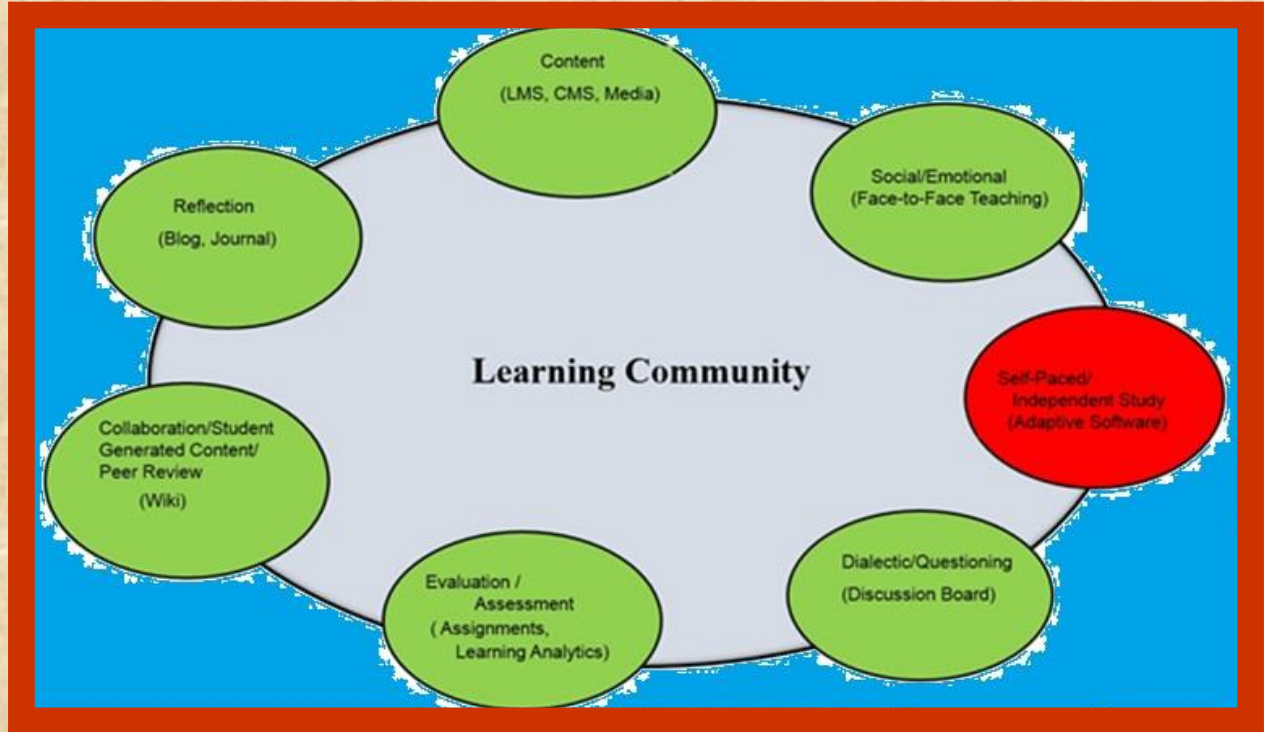 Content
(LMS, CMS, Media)
Social/Emotional
(Face-to-Face Teaching)
Reflection
(Blog, Journal)
Learning Community
Self-Paced/
Independent Study
(Adaptive Software)
Collaboration/Student
Generated Content/
Peer Review
(Wiki)
Evaluation /
Assessment
( Assignments,
Learning Analytics)
Dialectic/Questioning
(Discussion Board)